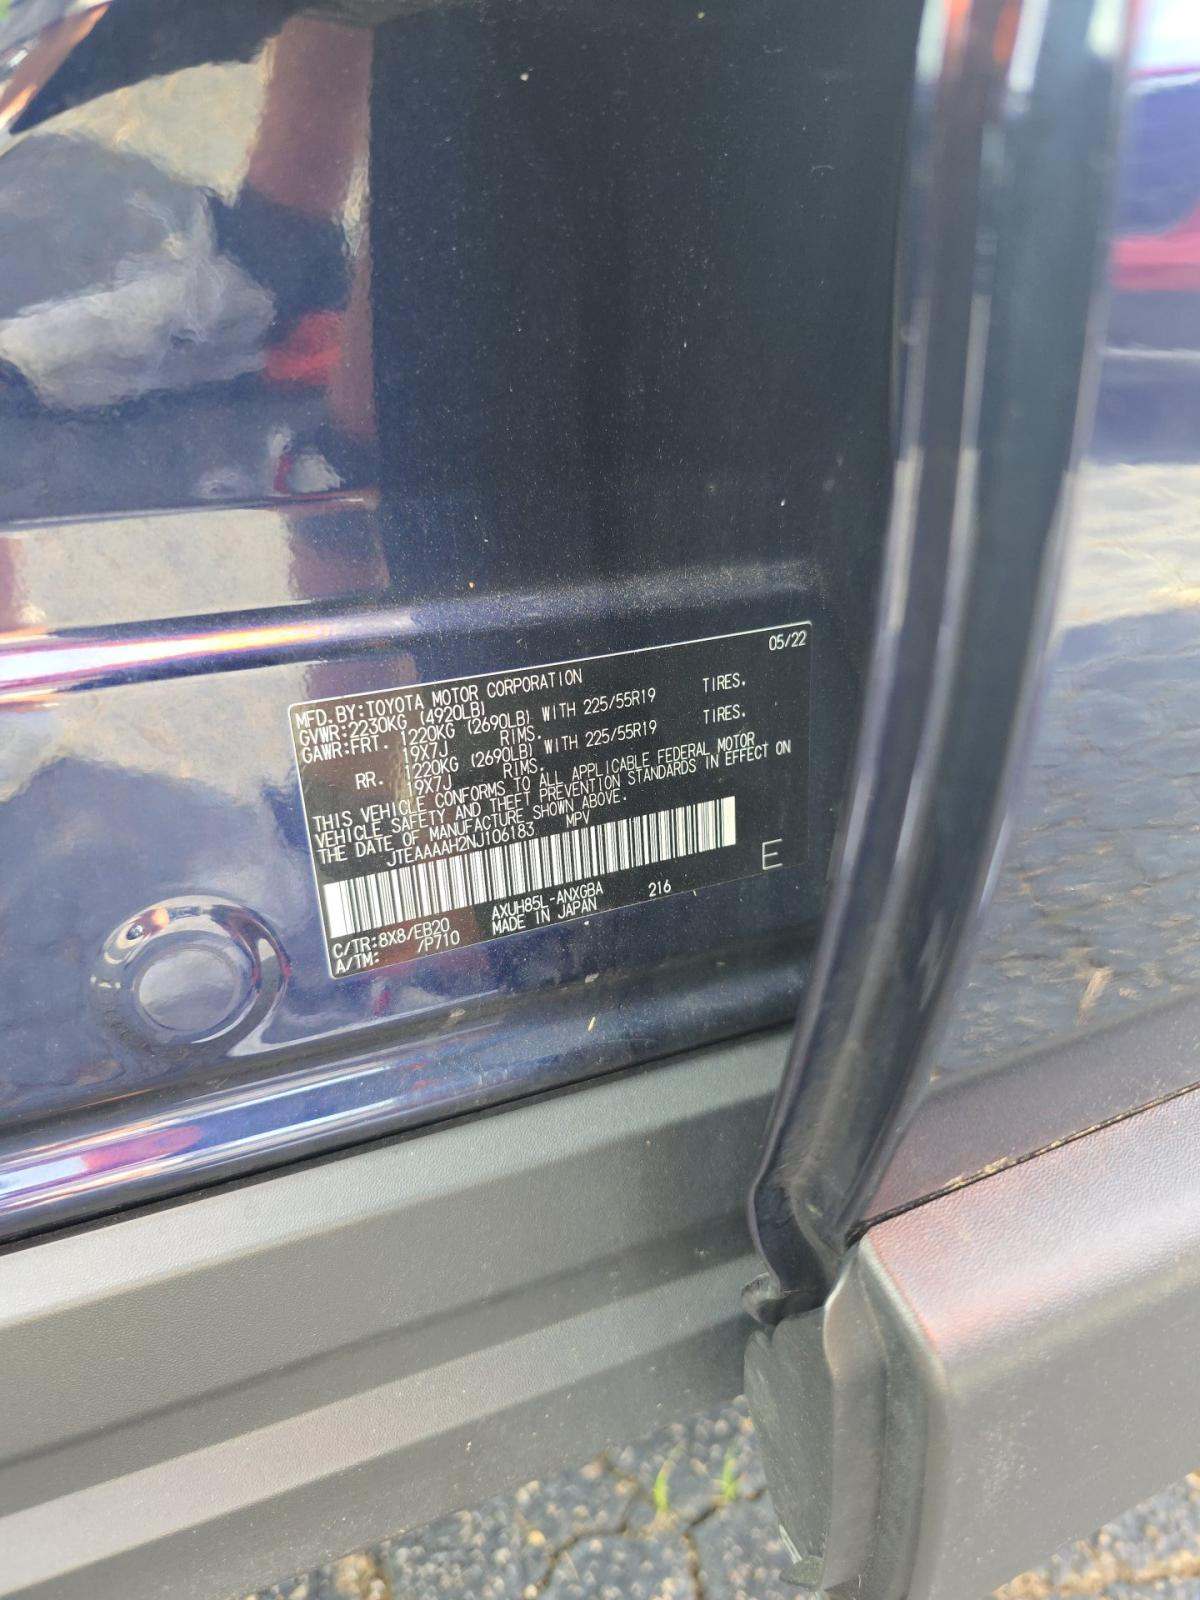 05/22
MFD.BY:TOYOTA MOTOR CORPORATION
GVWR:2230KG (4920LB)
GAWR:FRT. 1220KG (2690LB) WITH 225/55R19 TIRES.
19X7J RIMS.
RR. 1220KG (2690LB) WITH 225/55R19 TIRES.
19X7J RIMS.
THIS VEHICLE CONFORMS TO ALL APPLICABLE FEDERAL MOTOR
VEHICLE SAFETY AND THEFT PREVENTION STANDARDS IN EFFECT ON
THE DATE OF MANUFACTURE SHOWN ABOVE.
JTEAAAAH2NJ106183 MPV
E
C/TR:8X8/EB20 AXUH85L-ANXGBA 216
A/TM: /P710 MADE IN JAPAN